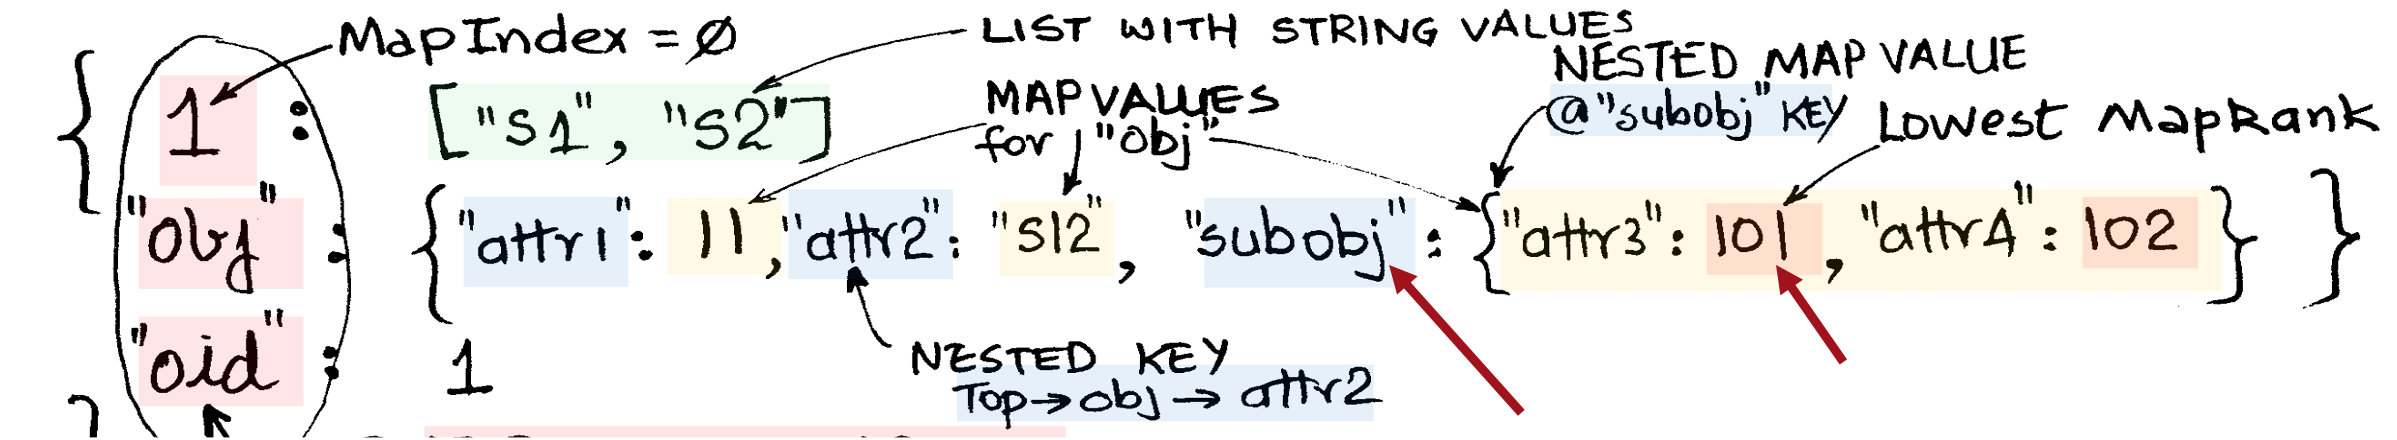 MapIndex = Ø
LIST WITH STRING VALUES
NESTED MAP VALUE
@"subobj" KEY
Lowest MapRank
MAP VALUES
for "obj"
{ 1 : ["S1", "S2"]
"obj" : {"attr1": 11, "attr2": "S12", "subobj": {"attr3": 101, "attr4": 102} }
"oid" : 1
NESTED KEY
Top→obj→attr2
}